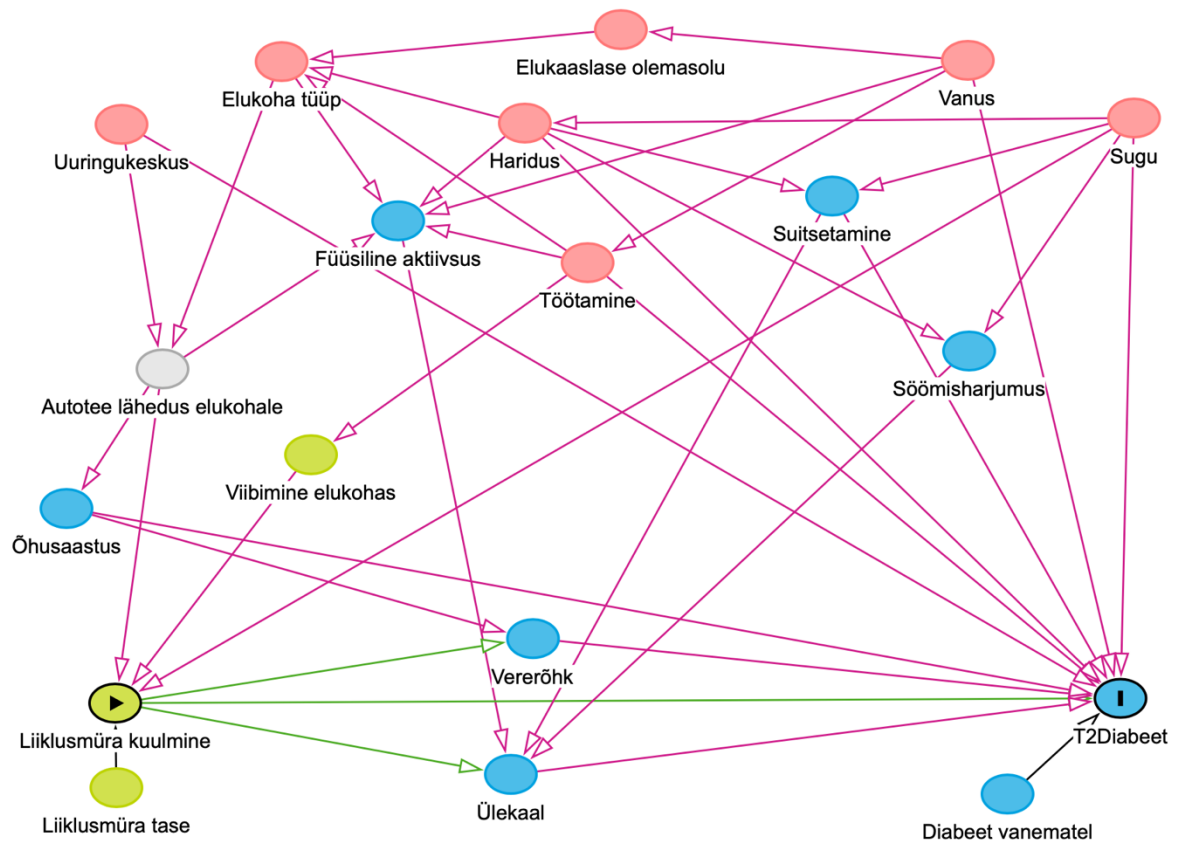 Elukaaslase olemasolu
Elukoha tüüp
Vanus
Uuringukeskus
Haridus
Sugu
Suitsetamine
Füüsiline aktiivsus
Töötamine
Söömisharjumus
Autotee lähedus elukohale
Viibimine elukohas
Õhusaastus
Vererõhk
Liiklusmüra kuulmine
T2Diabeet
Ülekaal
Liiklusmüra tase
Diabeet vanematel